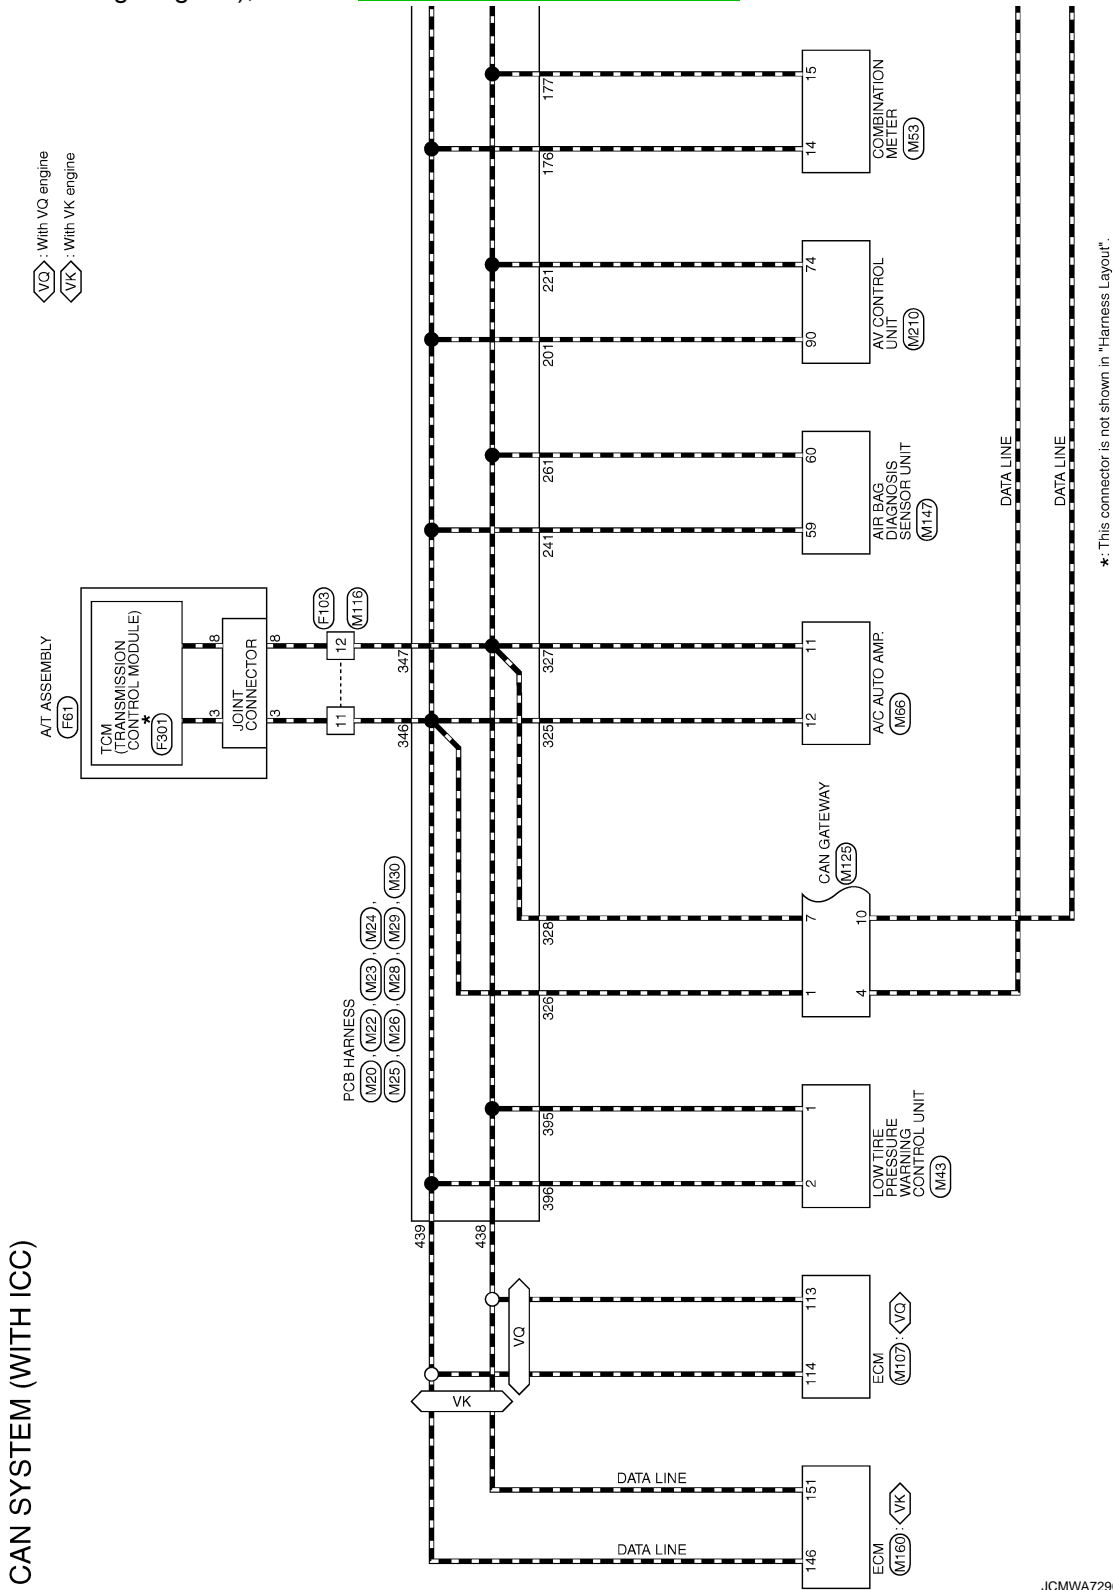 CAN SYSTEM (WITH ICC)
VQ : With VQ engine
VK : With VK engine
A/T ASSEMBLY
F61
TCM
(TRANSMISSION
CONTROL MODULE)
*
F301
3
8
JOINT
CONNECTOR
3
8
11
12
F103
M116
PCB HARNESS
M20 , M22 , M23 , M24 ,
M25 , M26 , M28 , M29 , M30
346
347
439
438
396
395
326
328
325
327
241
261
201
221
176
177
VK
VQ
DATA LINE
DATA LINE
146
151
ECM
M160 : VK
114
113
ECM
M107 : VQ
2
1
LOW TIRE
PRESSURE
WARNING
CONTROL UNIT
M43
1
7
4
10
CAN GATEWAY
M125
12
11
A/C AUTO AMP.
M66
59
60
AIR BAG
DIAGNOSIS
SENSOR UNIT
M147
90
74
AV CONTROL
UNIT
M210
14
15
COMBINATION
METER
M53
DATA LINE
DATA LINE
*: This connector is not shown in "Harness Layout".